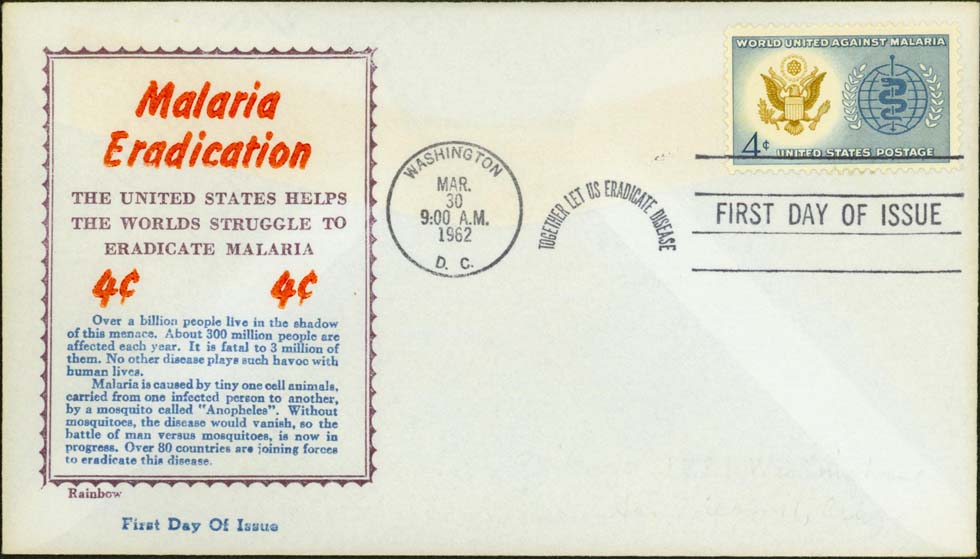 Malaria
Eradication
THE UNITED STATES HELPS
THE WORLDS STRUGGLE TO
ERADICATE MALARIA
4¢ 4¢
Over a billion people live in the shadow
of this menace. About 300 million people are
affected each year. It is fatal to 3 million of
them. No other disease plays such havoc with
human lives.
Malaria is caused by tiny one cell animals,
carried from one infected person to another,
by a mosquito called "Anopheles". Without
mosquitoes, the disease would vanish, so the
battle of man versus mosquitoes, is now in
progress. Over 80 countries are joining forces
to eradicate this disease.
Rainbow
First Day Of Issue
WASHINGTON
MAR.
30
9:00 A.M.
1962
D. C.
TOGETHER LET US ERADICATE DISEASE
WORLD UNITED AGAINST MALARIA
4¢
UNITED STATES POSTAGE
FIRST DAY OF ISSUE